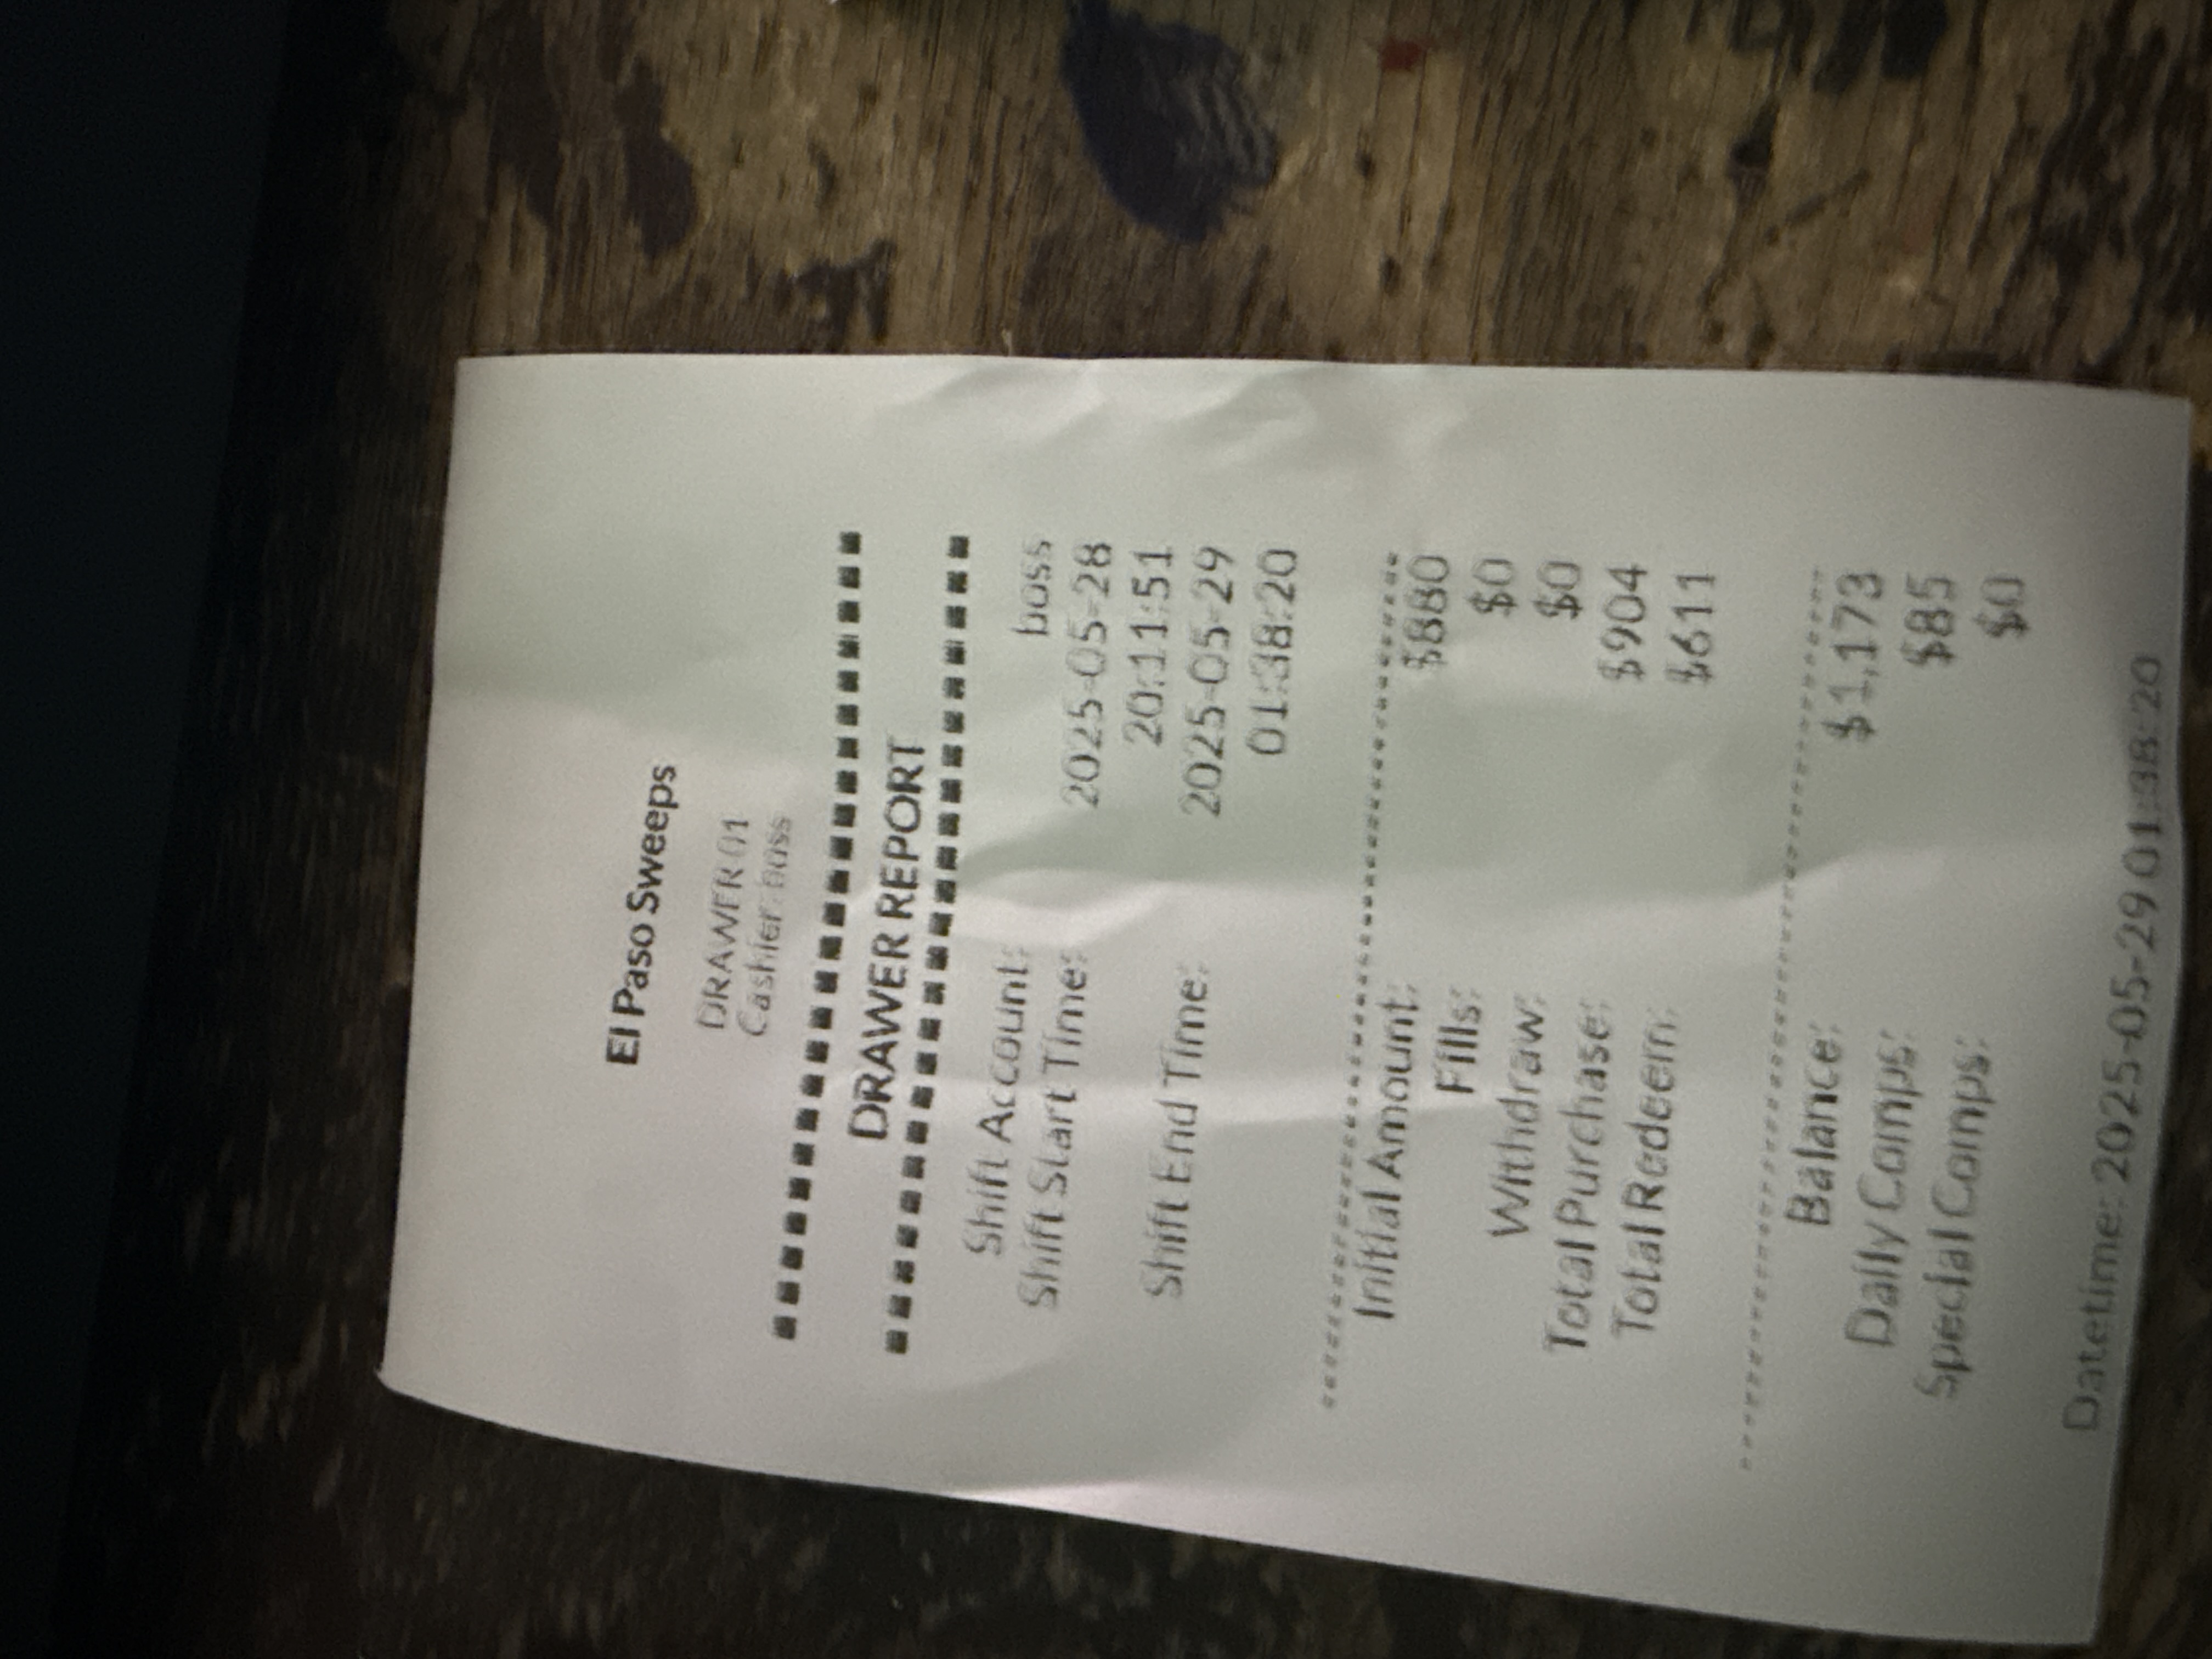 El Paso Sweeps
DRAWER 01
Cashier: boss
DRAWER REPORT
Shift Account: boss
Shift Start Time: 2025-05-28
20:11:51
Shift End Time: 2025-05-29
01:38:20
Initial Amount: $880
Fills: $0
Withdraw: $0
Total Purchase: $904
Total Redeem: $611
Balance: $1,173
Daily Comps: $85
Special Comps: $0
Datetime: 2025-05-29 01:38:20